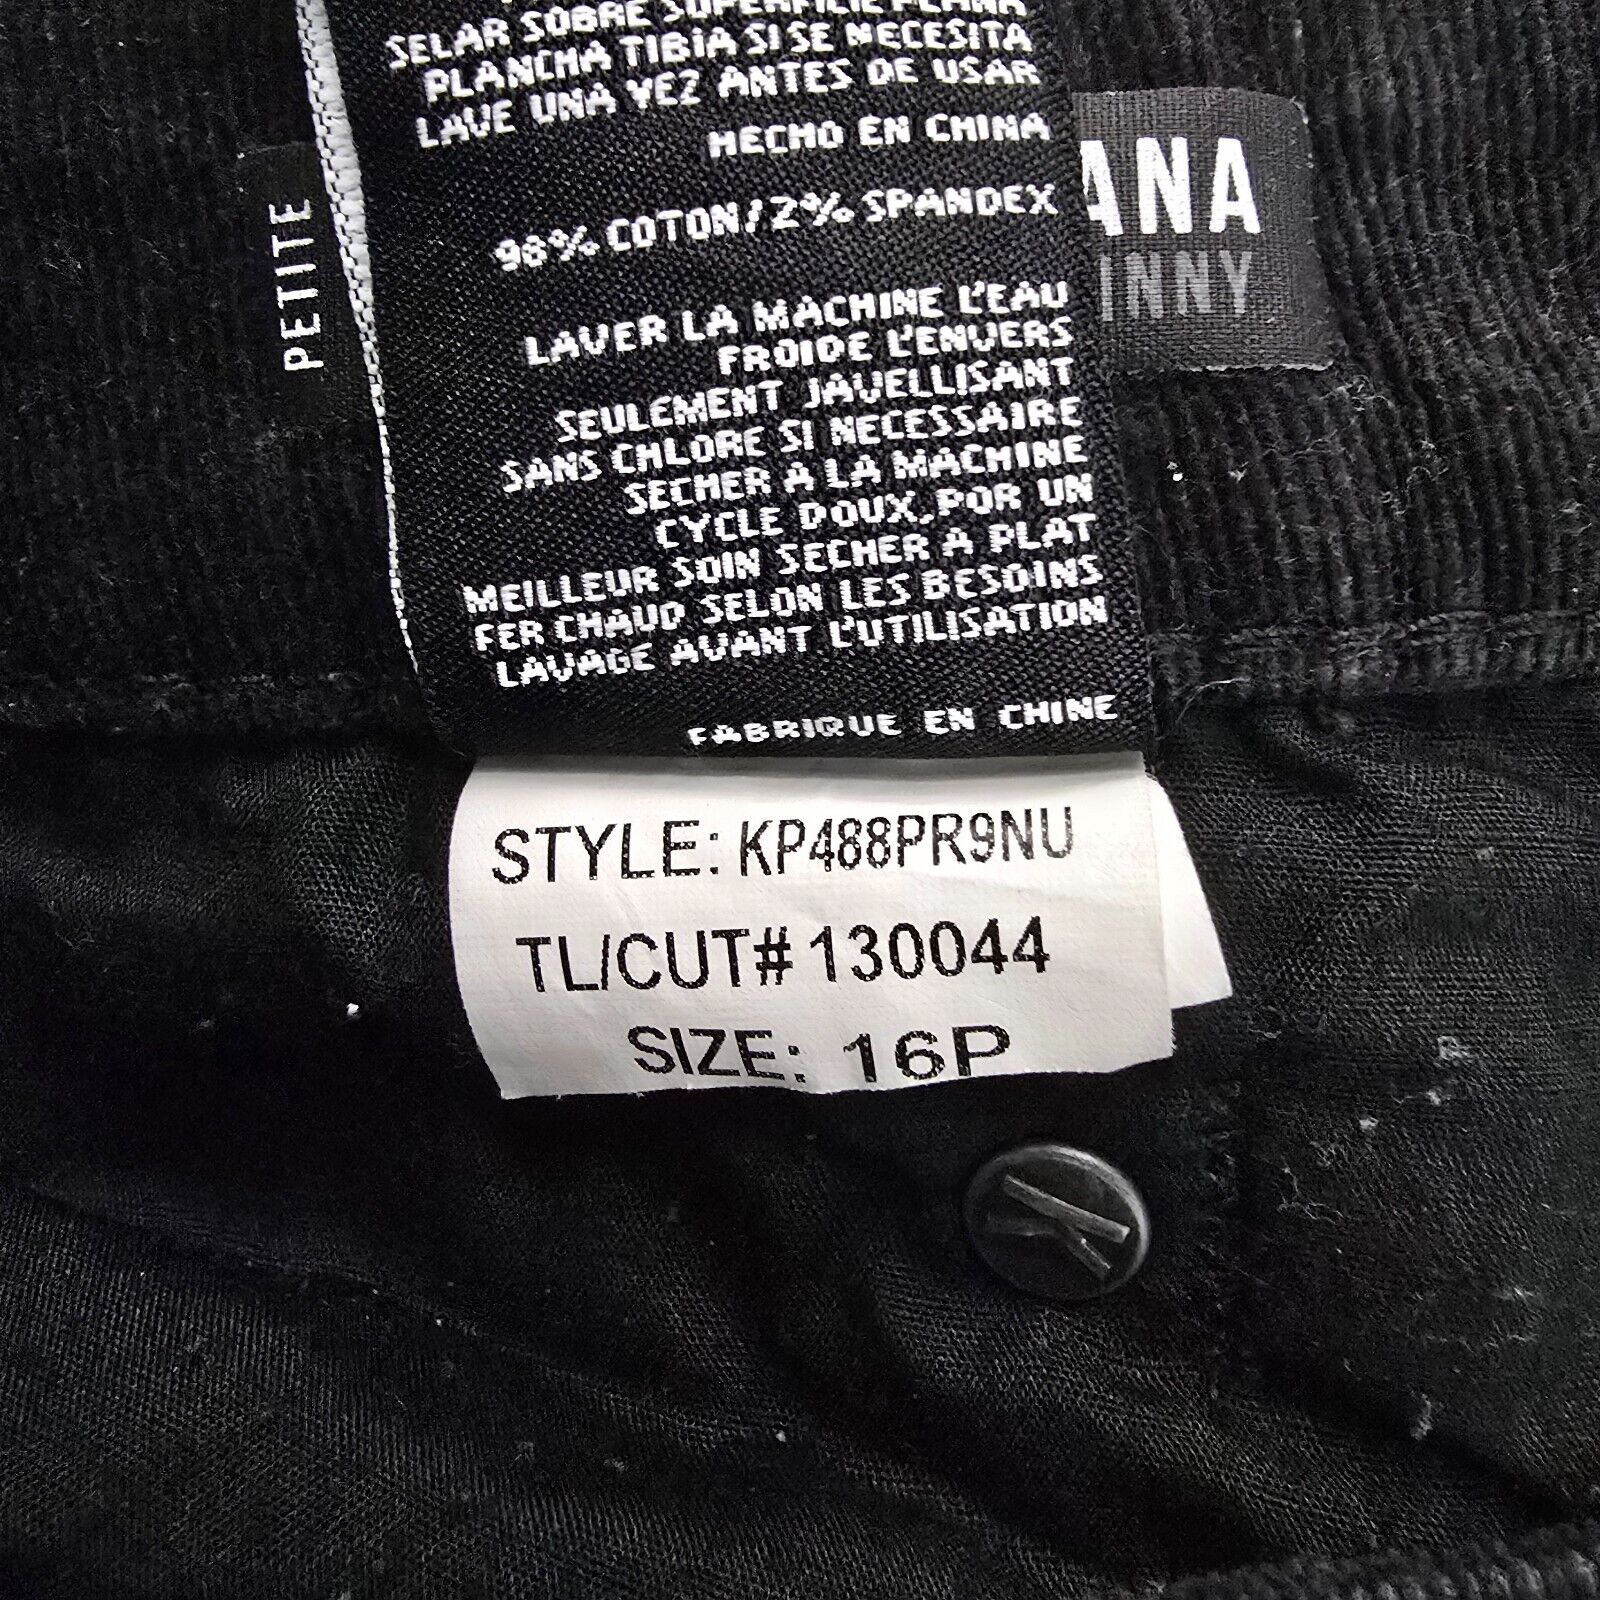 SELAR SOBRE SUPERFICIE PLANA
PLANCHA TIBIA SI SE NECESITA
LAVE UNA VEZ ANTES DE USAR
HECHO EN CHINA
98% COTON/2% SPANDEX
LAVER LA MACHINE L'EAU
FROIDE L'ENVERS
SEULEMENT JAVELLISANT
SANS CHLORE SI NECESSAIRE
SECHER A LA MACHINE
CYCLE DOUX, POR UN
MEILLEUR SOIN SECHER A PLAT
FER CHAUD SELON LES BESOINS
LAVAGE AVANT L'UTILISATION
FABRIQUE EN CHINE
PETITE
ANA
INNY
STYLE: KP488PR9NU
TL/CUT# 130044
SIZE: 16P
K